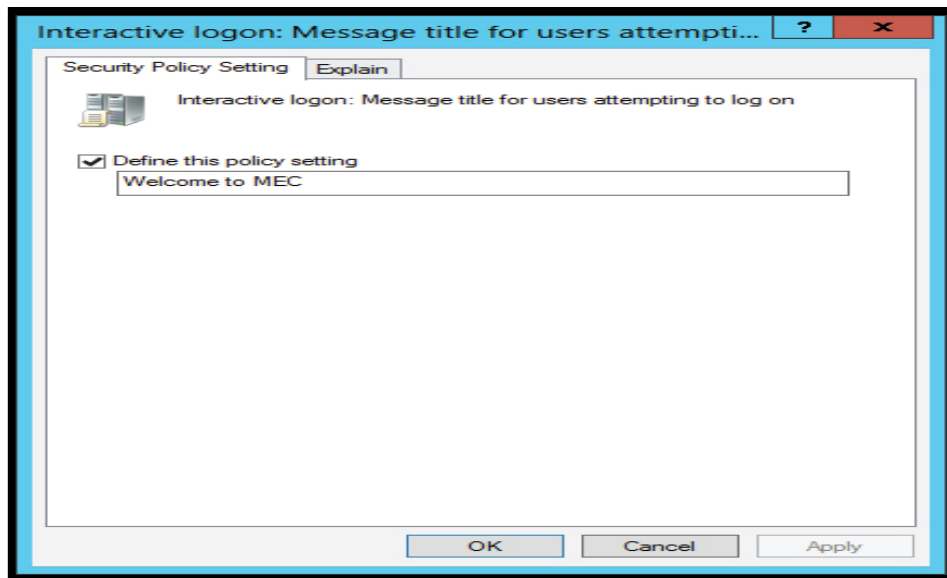 Interactive logon: Message title for users attempti... ? x
Security Policy Setting Explain
Interactive logon: Message title for users attempting to log on
Define this policy setting
Welcome to MEC
OK Cancel Apply